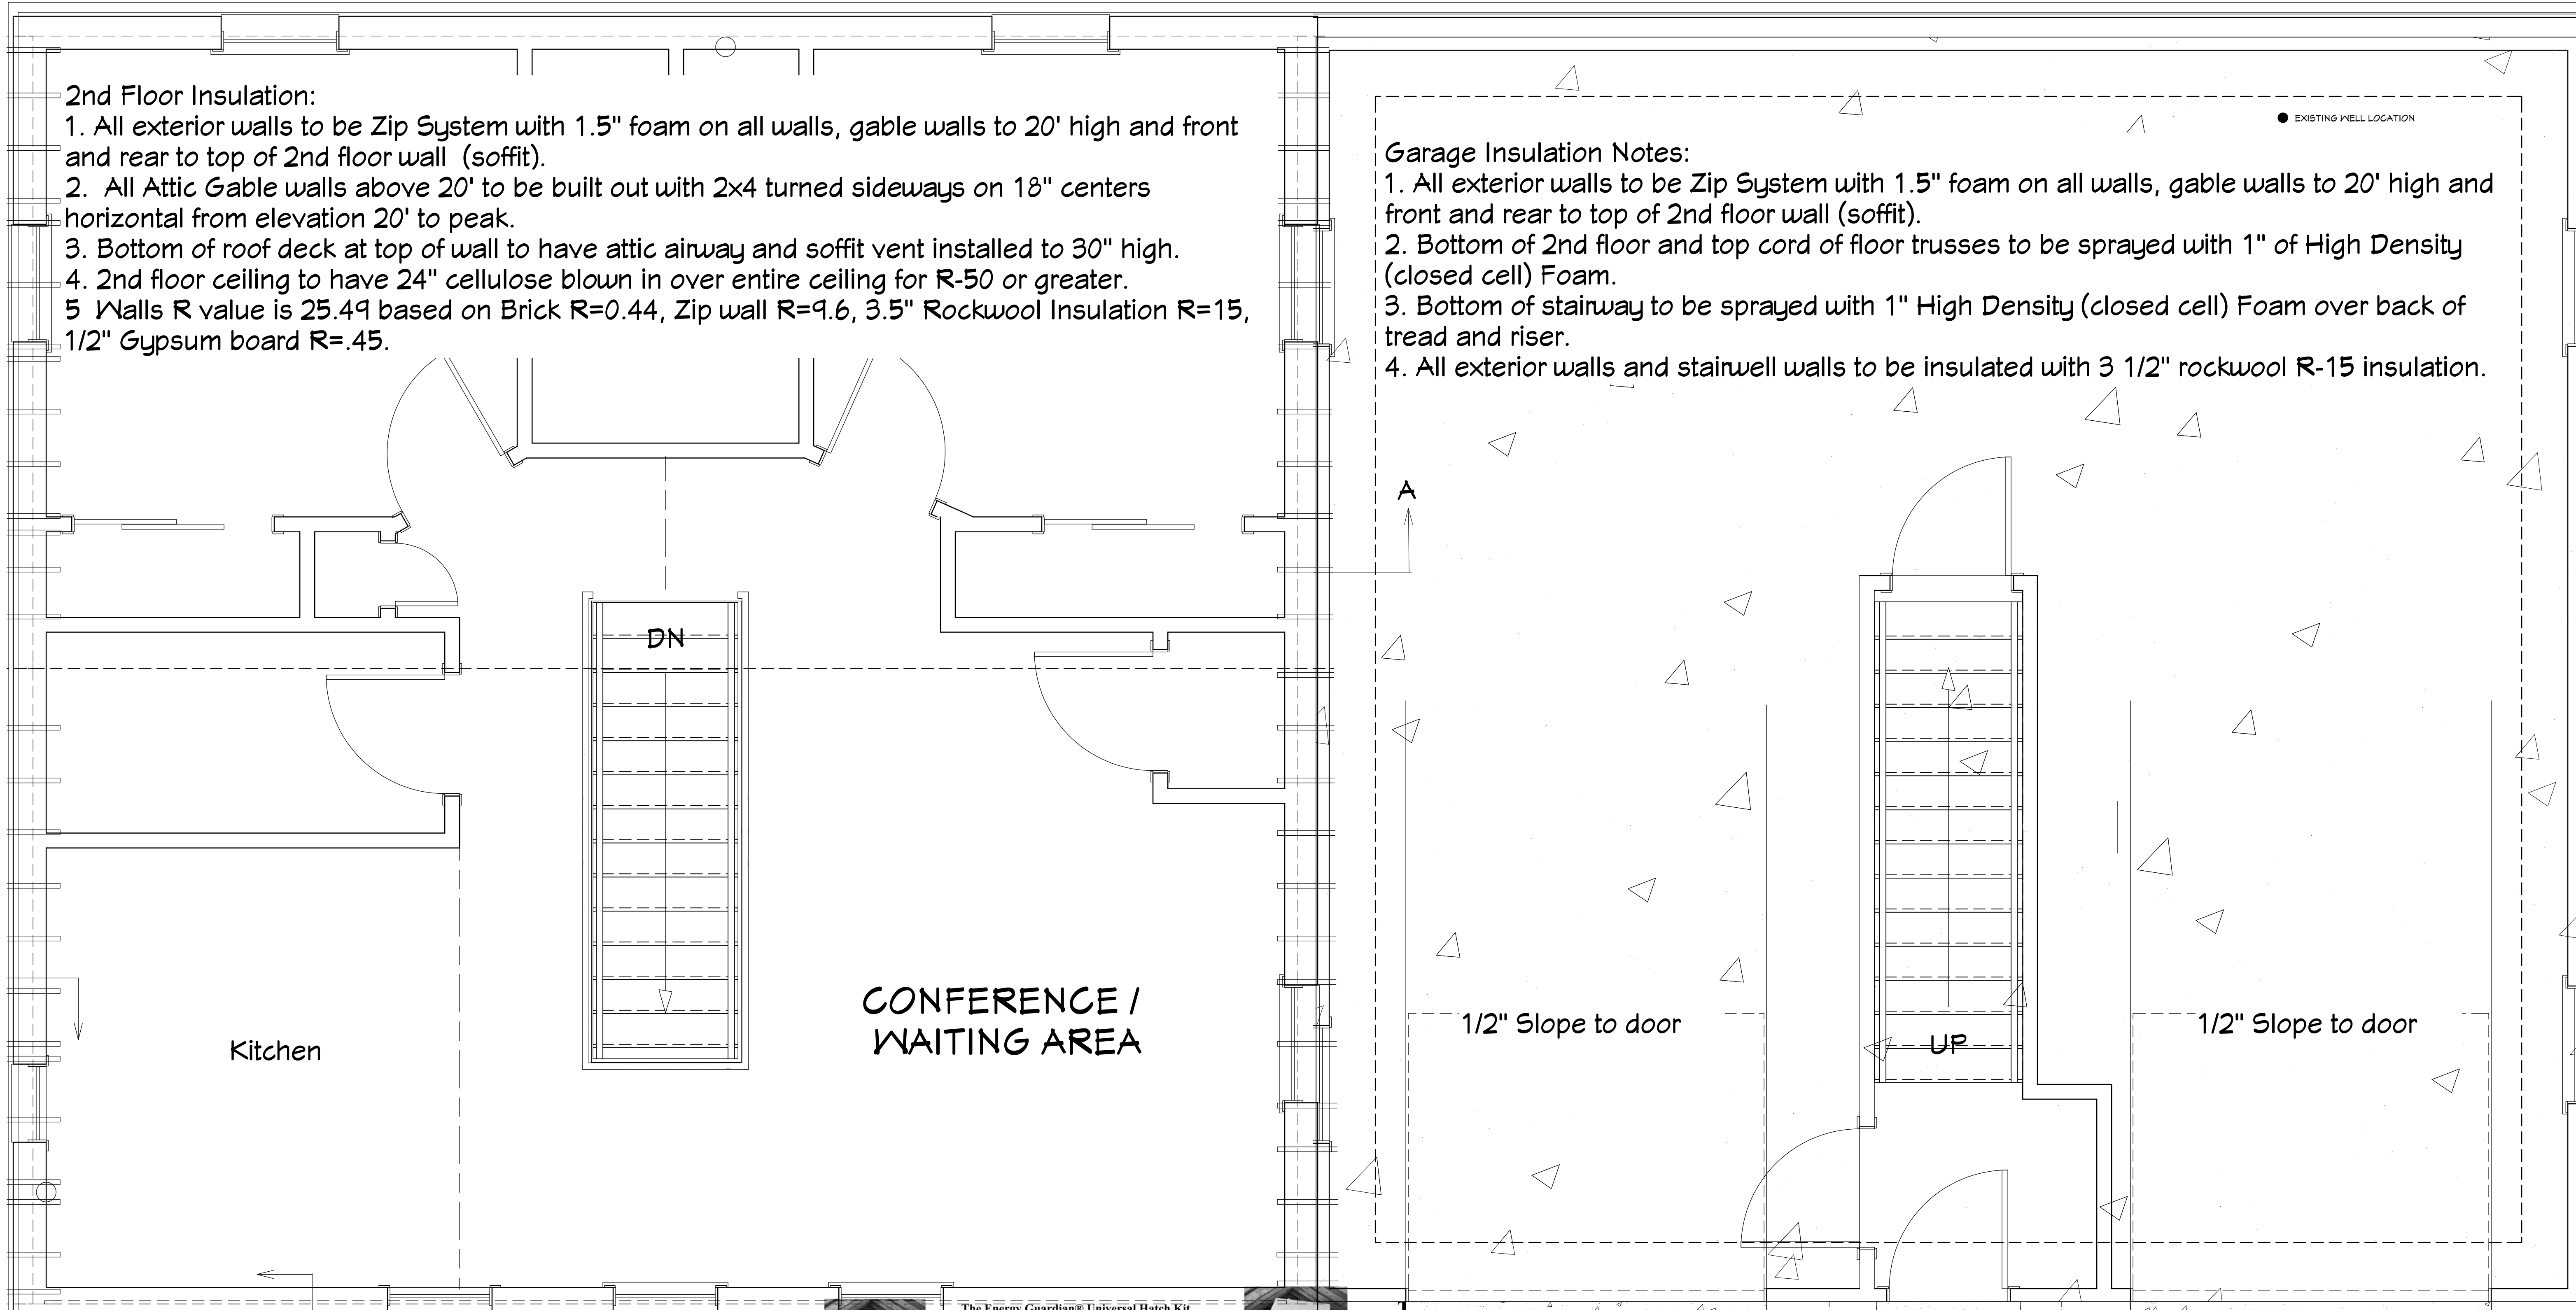 2nd Floor Insulation:
1. All exterior walls to be Zip System with 1.5" foam on all walls, gable walls to 20' high and front
and rear to top of 2nd floor wall (soffit).
2. All Attic Gable walls above 20' to be built out with 2x4 turned sideways on 18" centers
horizontal from elevation 20' to peak.
3. Bottom of roof deck at top of wall to have attic airway and soffit vent installed to 30" high.
4. 2nd floor ceiling to have 24" cellulose blown in over entire ceiling for R-50 or greater.
5 Walls R value is 25.49 based on Brick R=0.44, Zip wall R=9.6, 3.5" Rockwool Insulation R=15,
1/2" Gypsum board R=.45.
DN
Kitchen
CONFERENCE /
WAITING AREA
The Energy Guardian® Universal Hatch Kit
EXISTING WELL LOCATION
Garage Insulation Notes:
1. All exterior walls to be Zip System with 1.5" foam on all walls, gable walls to 20' high and
front and rear to top of 2nd floor wall (soffit).
2. Bottom of 2nd floor and top cord of floor trusses to be sprayed with 1" of High Density
(closed cell) Foam.
3. Bottom of stairway to be sprayed with 1" High Density (closed cell) Foam over back of
tread and riser.
4. All exterior walls and stairwell walls to be insulated with 3 1/2" rockwool R-15 insulation.
A
1/2" Slope to door
UP
1/2" Slope to door